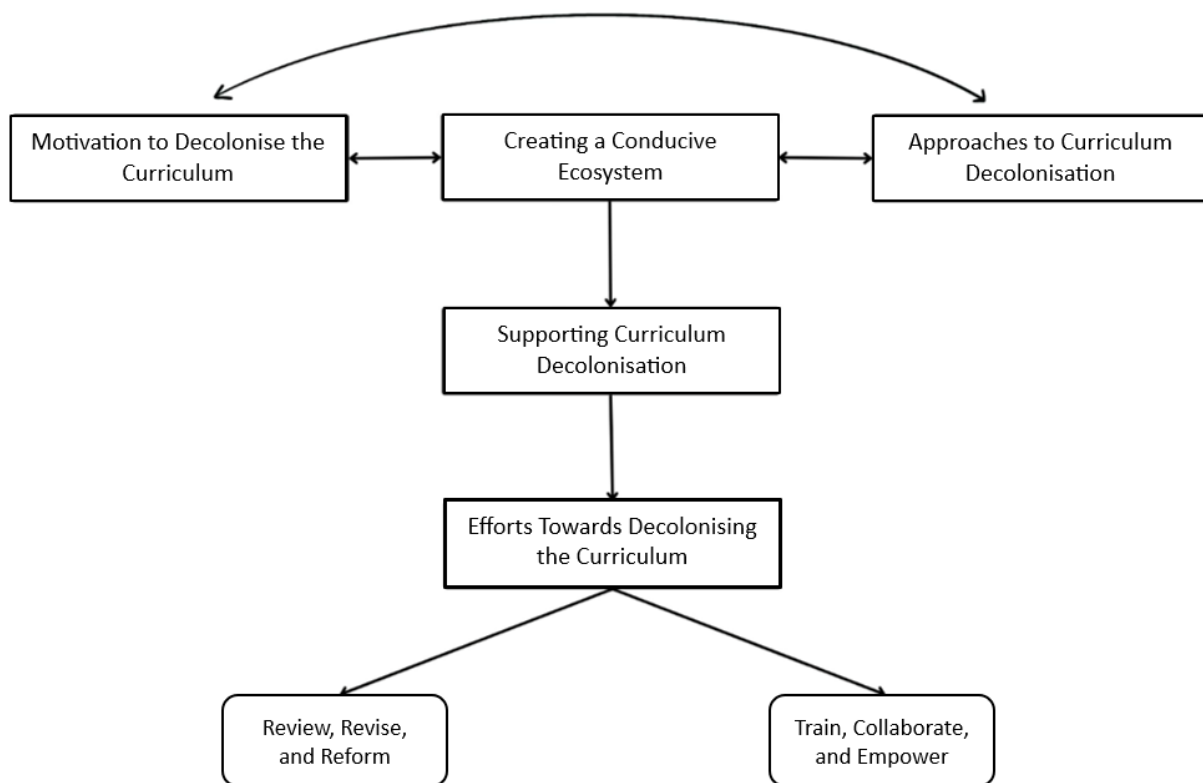 Motivation to Decolonise the
Curriculum
Creating a Conducive
Ecosystem
Approaches to Curriculum
Decolonisation
Supporting Curriculum
Decolonisation
Efforts Towards Decolonising
the Curriculum
Review, Revise,
and Reform
Train, Collaborate,
and Empower